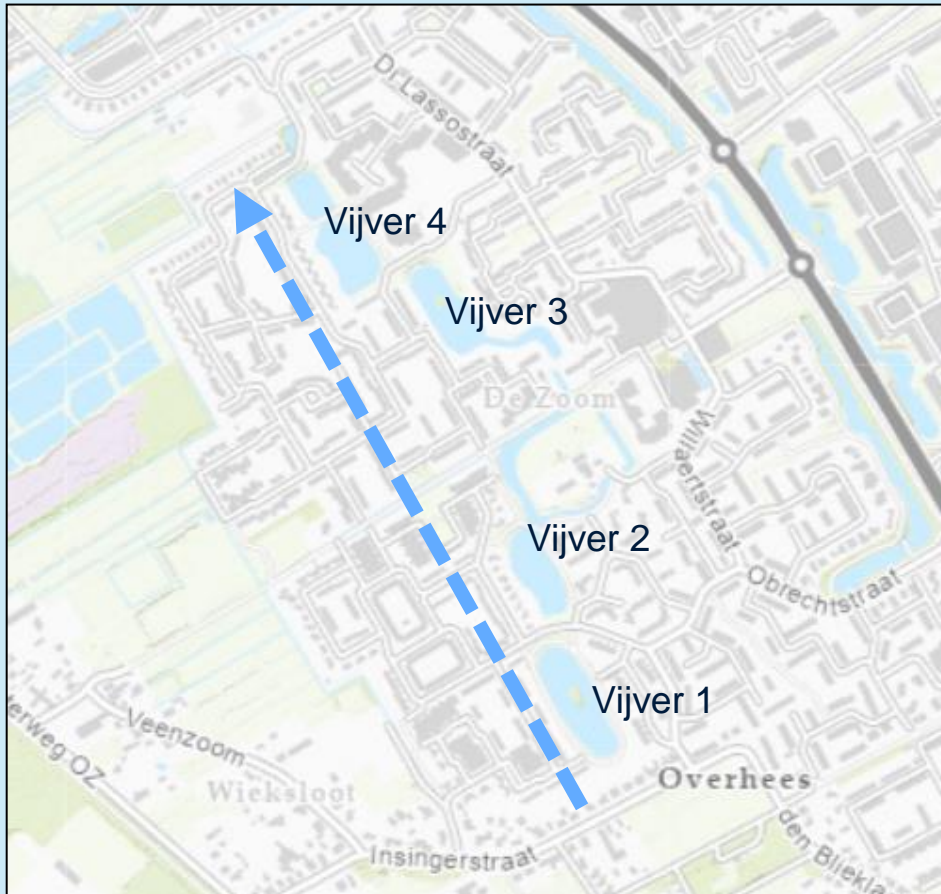 Dr. Lassostraat
Vijver 4
Vijver 3
De Zoom
Willaertstraat
Vijver 2
Obrechtstraat
Vijver 1
Veenzoom
erweg OZ
Overhees
Wieksloot
Insingerstraat
den Bliekl